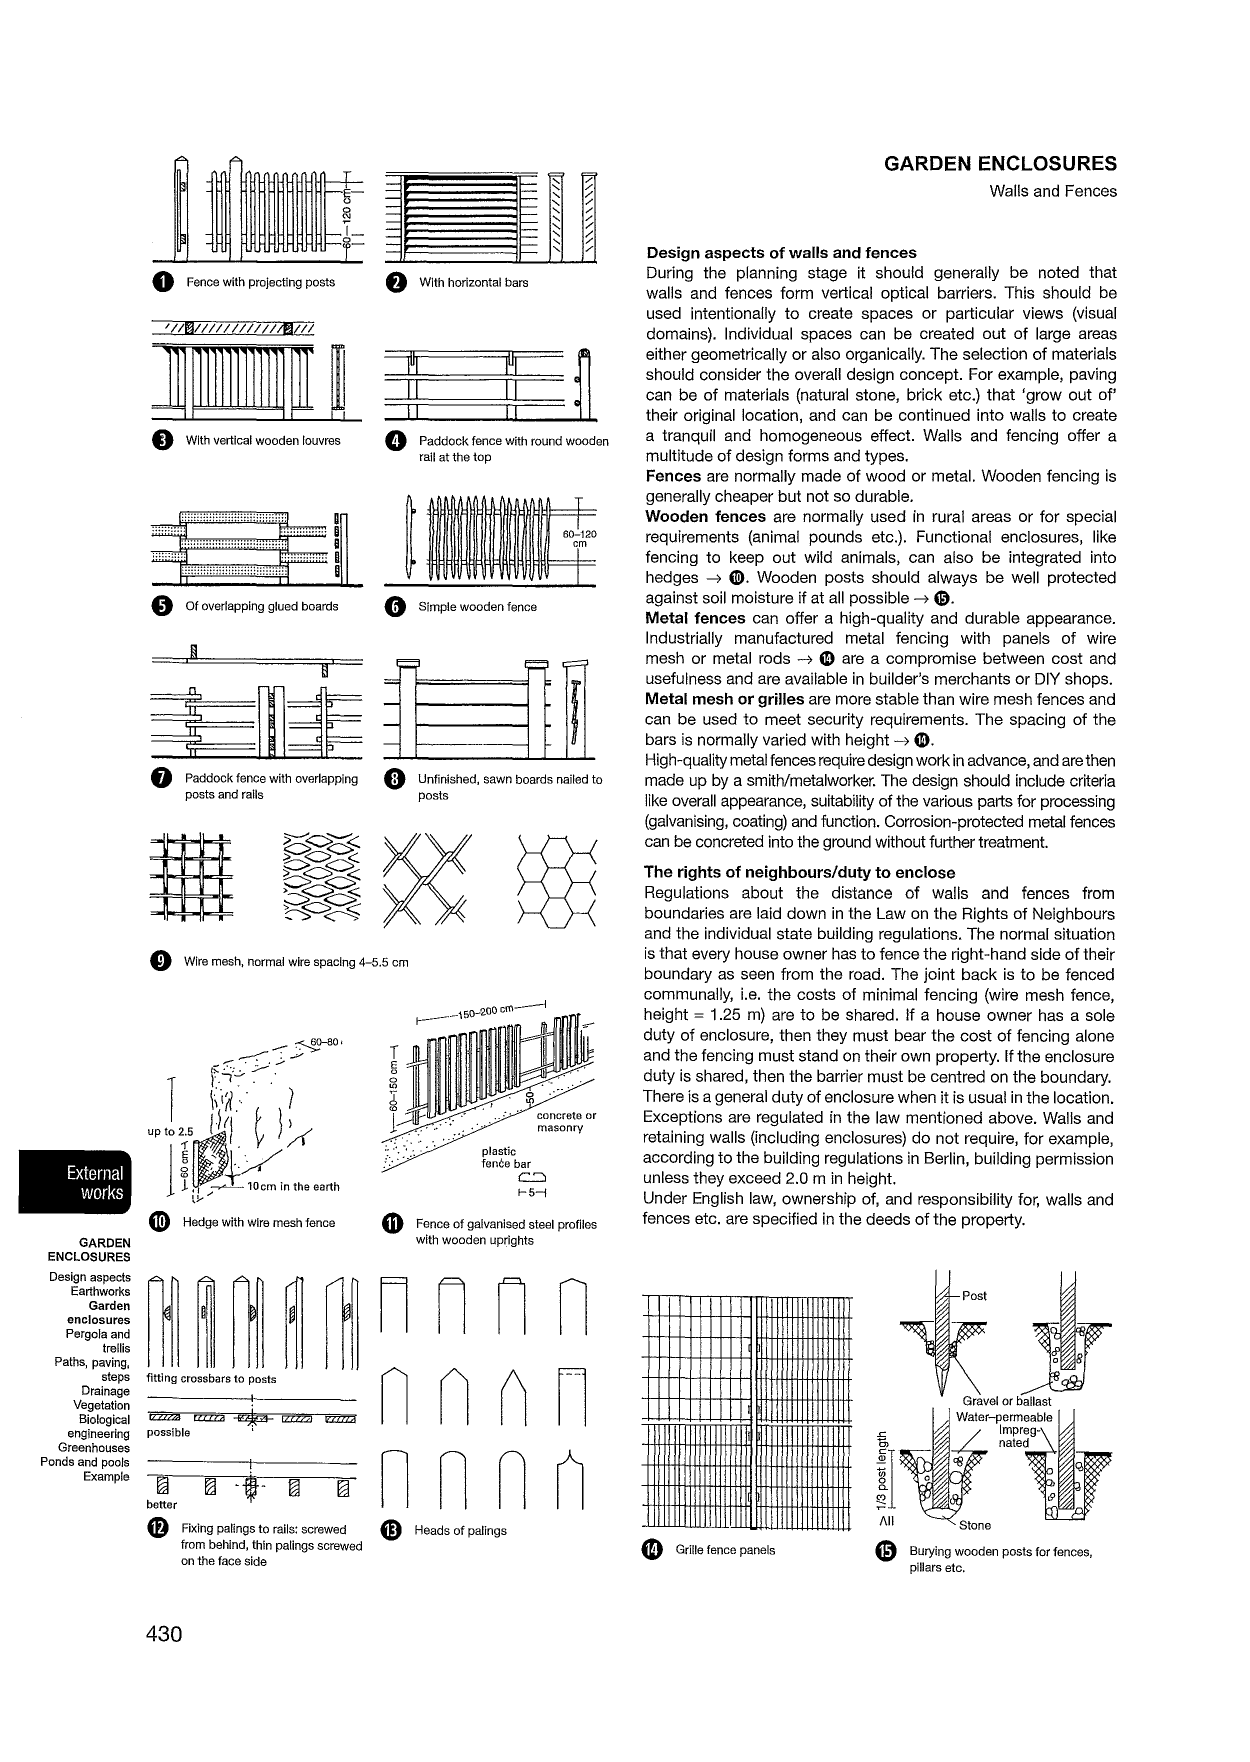 GARDEN ENCLOSURES
Walls and Fences
60–120 cm
❶ Fence with projecting posts
❷ With horizontal bars
❸ With vertical wooden louvres
❹ Paddock fence with round wooden
rail at the top
60–120
cm
❺ Of overlapping glued boards
❻ Simple wooden fence
❼ Paddock fence with overlapping
posts and rails
❽ Unfinished, sawn boards nailed to
posts
❾ Wire mesh, normal wire spacing 4–5.5 cm
60–80
up to 2.5
60 cm
10cm in the earth
❿ Hedge with wire mesh fence
150–200 cm
60–150 cm
50
concrete or
masonry
plastic
fence bar
5
⓫ Fence of galvanised steel profiles
with wooden uprights
fitting crossbars to posts
possible
better
⓬ Fixing palings to rails: screwed
from behind, thin palings screwed
on the face side
⓭ Heads of palings
Design aspects of walls and fences
During the planning stage it should generally be noted that
walls and fences form vertical optical barriers. This should be
used intentionally to create spaces or particular views (visual
domains). Individual spaces can be created out of large areas
either geometrically or also organically. The selection of materials
should consider the overall design concept. For example, paving
can be of materials (natural stone, brick etc.) that ‘grow out of’
their original location, and can be continued into walls to create
a tranquil and homogeneous effect. Walls and fencing offer a
multitude of design forms and types.
Fences are normally made of wood or metal. Wooden fencing is
generally cheaper but not so durable.
Wooden fences are normally used in rural areas or for special
requirements (animal pounds etc.). Functional enclosures, like
fencing to keep out wild animals, can also be integrated into
hedges → ❿. Wooden posts should always be well protected
against soil moisture if at all possible → ⓯.
Metal fences can offer a high-quality and durable appearance.
Industrially manufactured metal fencing with panels of wire
mesh or metal rods → ⓮ are a compromise between cost and
usefulness and are available in builder’s merchants or DIY shops.
Metal mesh or grilles are more stable than wire mesh fences and
can be used to meet security requirements. The spacing of the
bars is normally varied with height → ⓮.
High-quality metal fences require design work in advance, and are then
made up by a smith/metalworker. The design should include criteria
like overall appearance, suitability of the various parts for processing
(galvanising, coating) and function. Corrosion-protected metal fences
can be concreted into the ground without further treatment.
The rights of neighbours/duty to enclose
Regulations about the distance of walls and fences from
boundaries are laid down in the Law on the Rights of Neighbours
and the individual state building regulations. The normal situation
is that every house owner has to fence the right-hand side of their
boundary as seen from the road. The joint back is to be fenced
communally, i.e. the costs of minimal fencing (wire mesh fence,
height = 1.25 m) are to be shared. If a house owner has a sole
duty of enclosure, then they must bear the cost of fencing alone
and the fencing must stand on their own property. If the enclosure
duty is shared, then the barrier must be centred on the boundary.
There is a general duty of enclosure when it is usual in the location.
Exceptions are regulated in the law mentioned above. Walls and
retaining walls (including enclosures) do not require, for example,
according to the building regulations in Berlin, building permission
unless they exceed 2.0 m in height.
Under English law, ownership of, and responsibility for, walls and
fences etc. are specified in the deeds of the property.
⓮ Grille fence panels
Post
Gravel or ballast
Water-permeable
Impreg-
nated
1/3 post length
Stone
⓯ Burying wooden posts for fences,
pillars etc.
External
works
GARDEN
ENCLOSURES
Design aspects
Earthworks
Garden
enclosures
Pergola and
trellis
Paths, paving,
steps
Drainage
Vegetation
Biological
engineering
Greenhouses
Ponds and pools
Example
430